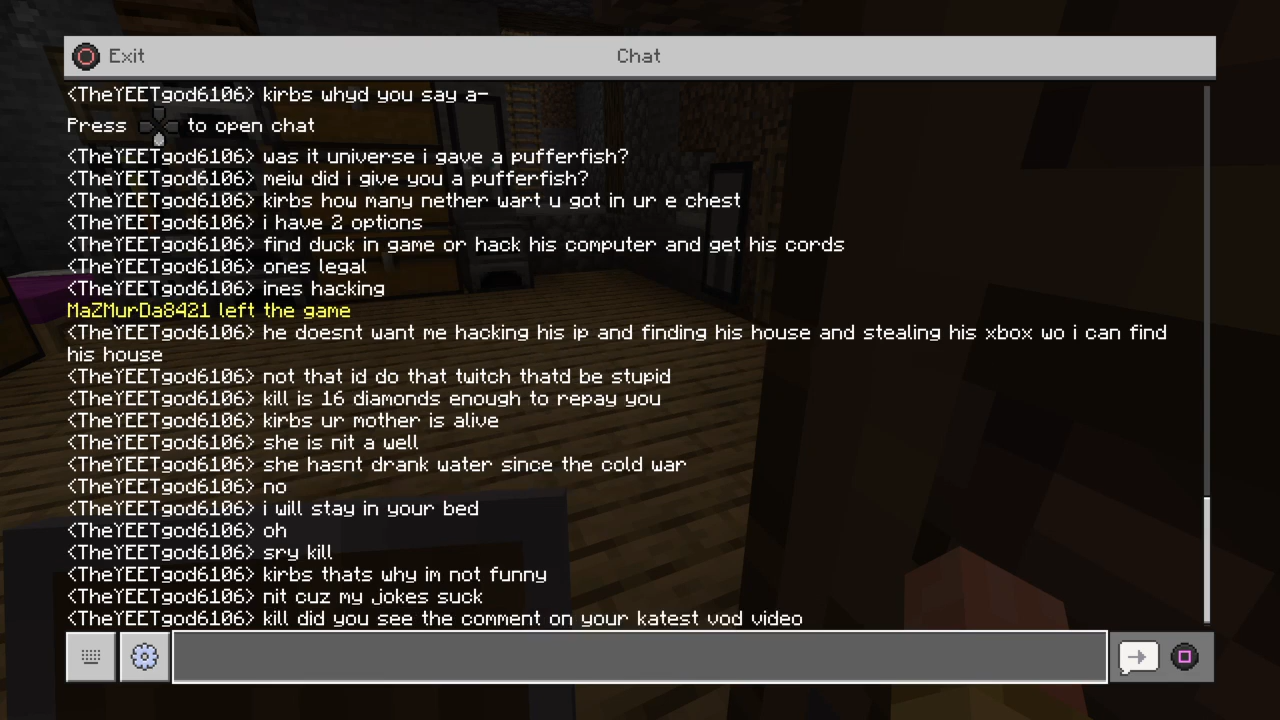 Exit
Chat
<TheYEETgod6106> kirbs whyd you say a-
Press to open chat
<TheYEETgod6106> was it universe i gave a pufferfish?
<TheYEETgod6106> meiw did i give you a pufferfish?
<TheYEETgod6106> kirbs how many nether wart u got in ur e chest
<TheYEETgod6106> i have 2 options
<TheYEETgod6106> find duck in game or hack his computer and get his cords
<TheYEETgod6106> ones legal
<TheYEETgod6106> ines hacking
MaZMurDa8421 left the game
<TheYEETgod6106> he doesnt want me hacking his ip and finding his house and stealing his xbox wo i can find
his house
<TheYEETgod6106> not that id do that twitch thatd be stupid
<TheYEETgod6106> kill is 16 diamonds enough to repay you
<TheYEETgod6106> kirbs ur mother is alive
<TheYEETgod6106> she is nit a well
<TheYEETgod6106> she hasnt drank water since the cold war
<TheYEETgod6106> no
<TheYEETgod6106> i will stay in your bed
<TheYEETgod6106> oh
<TheYEETgod6106> sry kill
<TheYEETgod6106> kirbs thats why im not funny
<TheYEETgod6106> nit cuz my jokes suck
<TheYEETgod6106> kill did you see the comment on your katest vod video